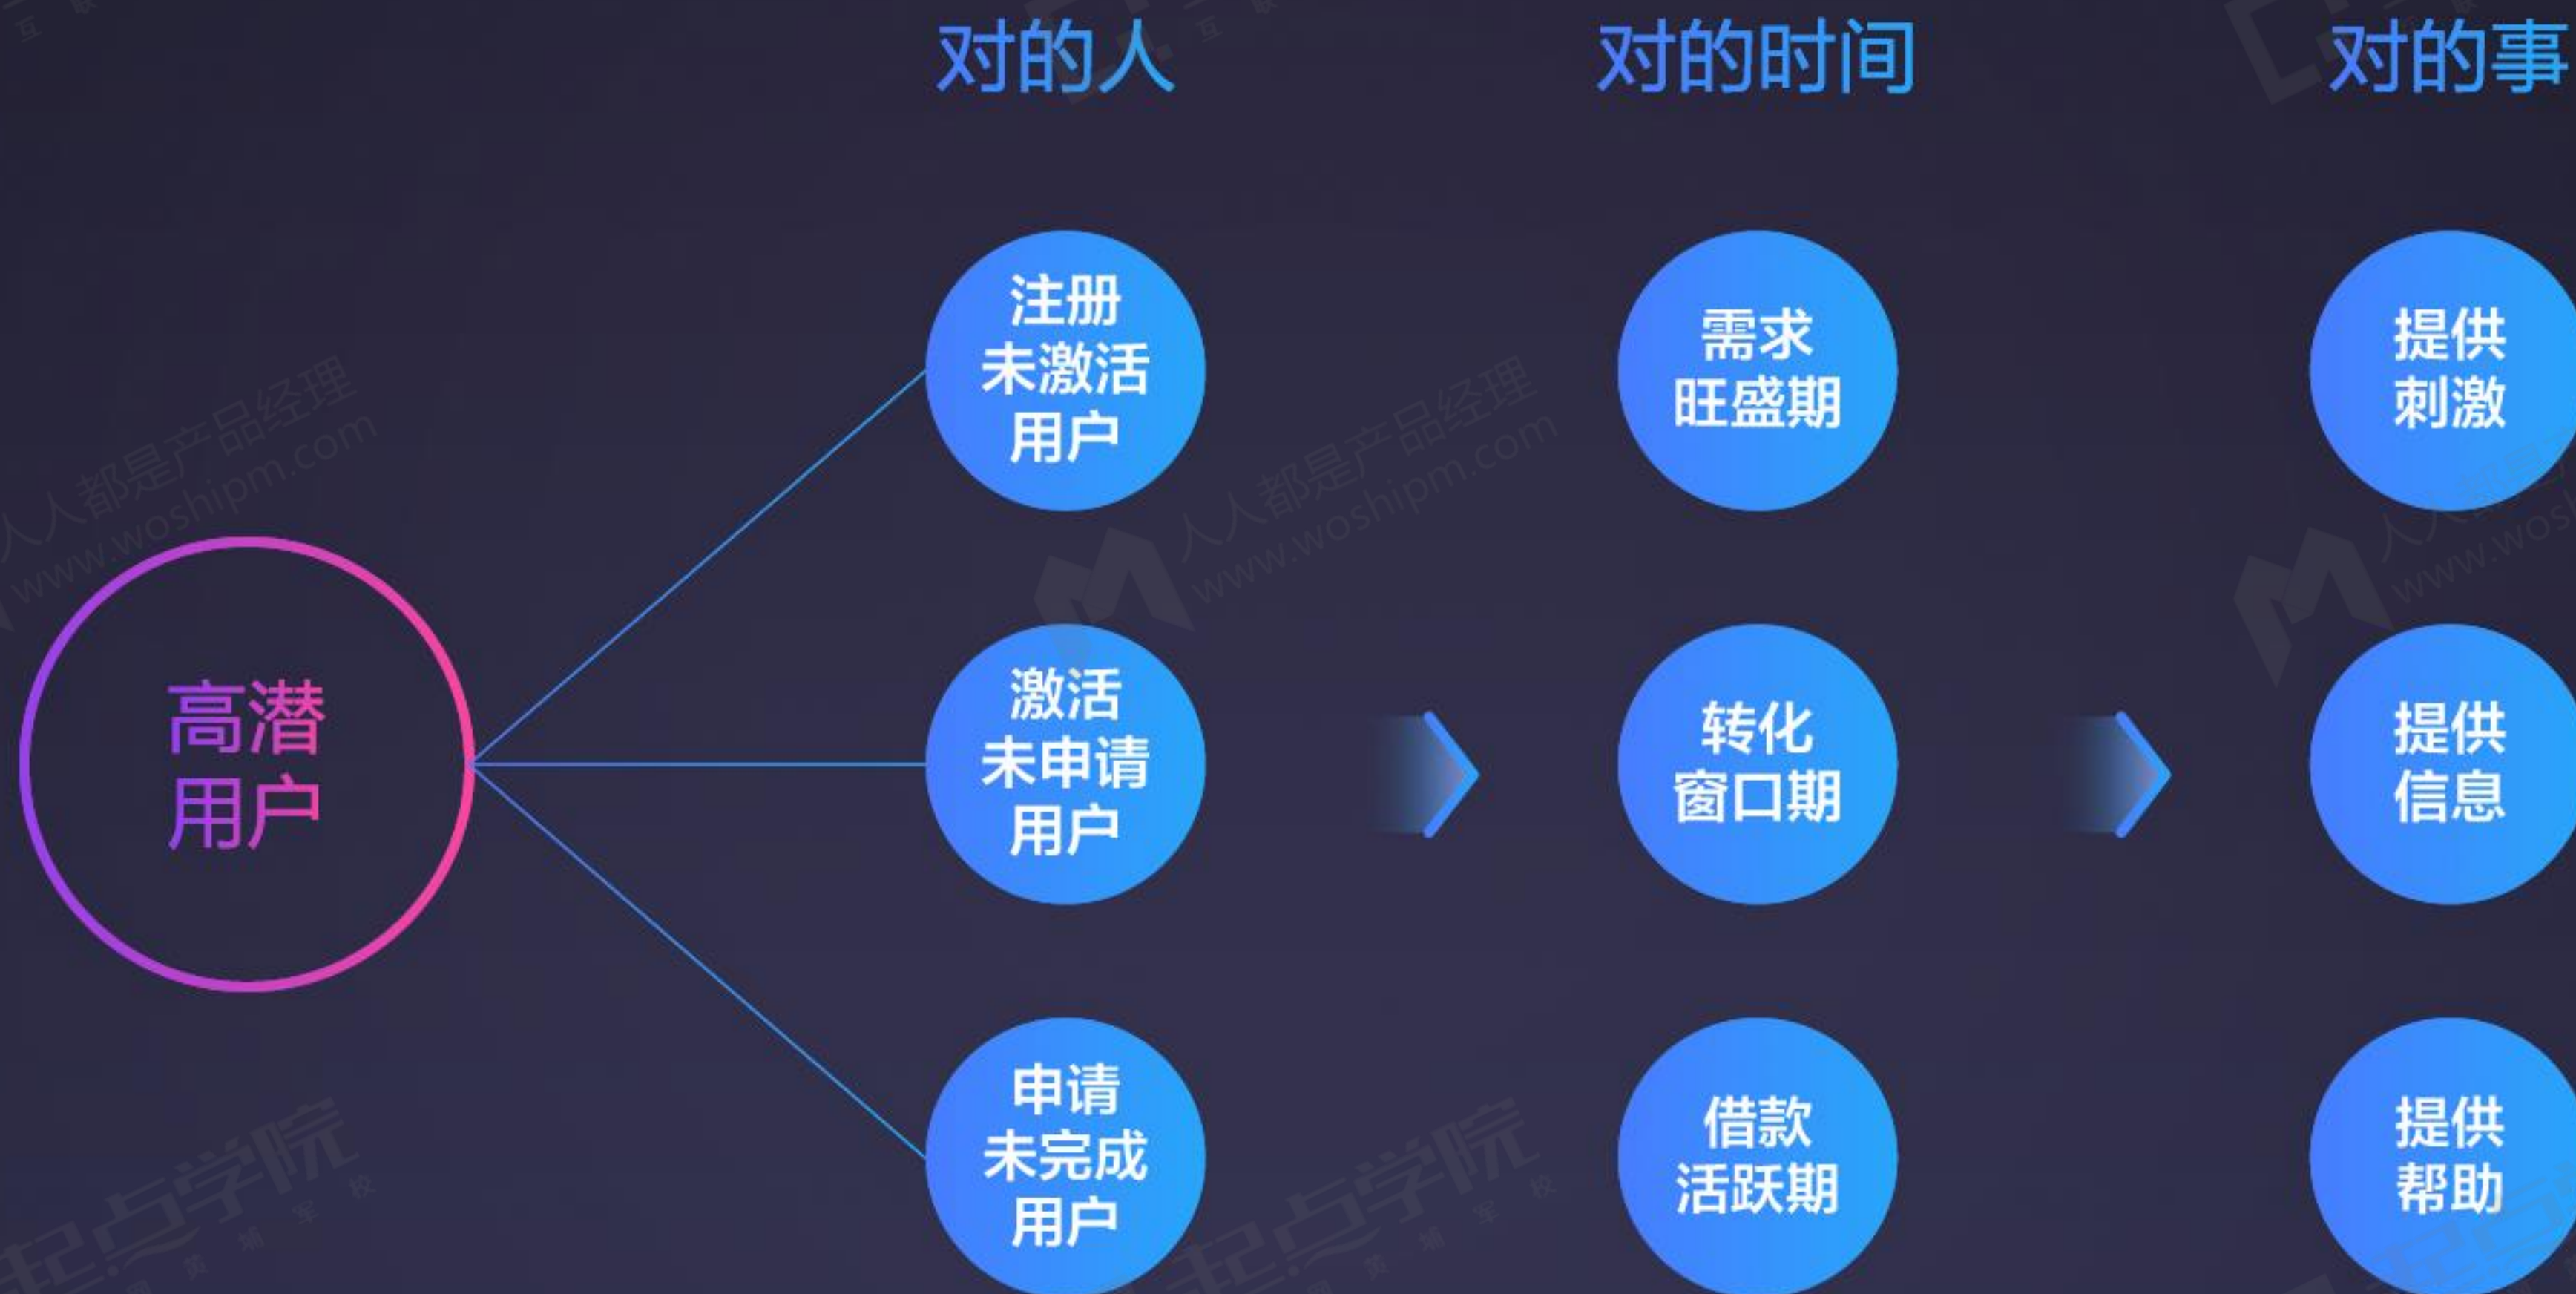 对的人
对的时间
对的事
注册
未激活
用户
需求
旺盛期
提供
刺激
高潜
用户
激活
未申请
用户
转化
窗口期
提供
信息
申请
未完成
用户
借款
活跃期
提供
帮助
人人都是产品经理
www.woshipm.com
人人都是产品经理
www.woshipm.com
起点学院
起点学院